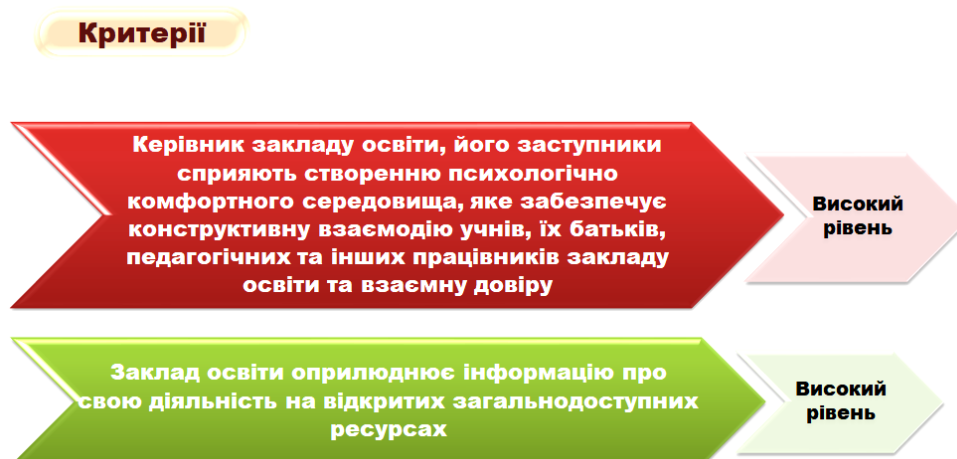 Критерії
Керівник закладу освіти, його заступники
сприяють створенню психологічно
комфортного середовища, яке забезпечує
конструктивну взаємодію учнів, їх батьків,
педагогічних та інших працівників закладу
освіти та взаємну довіру
Високий
рівень
Заклад освіти оприлюднює інформацію про
свою діяльність на відкритих загальнодоступних
ресурсах
Високий
рівень